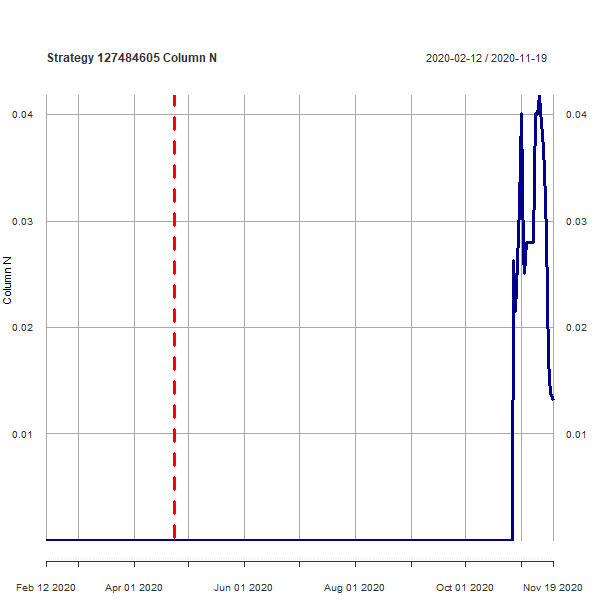 Strategy 127484605 Column N
2020-02-12 / 2020-11-19
0.04
0.04
0.03
0.03
Column N
0.02
0.02
0.01
0.01
Feb 12 2020
Apr 01 2020
Jun 01 2020
Aug 01 2020
Oct 01 2020
Nov 19 2020